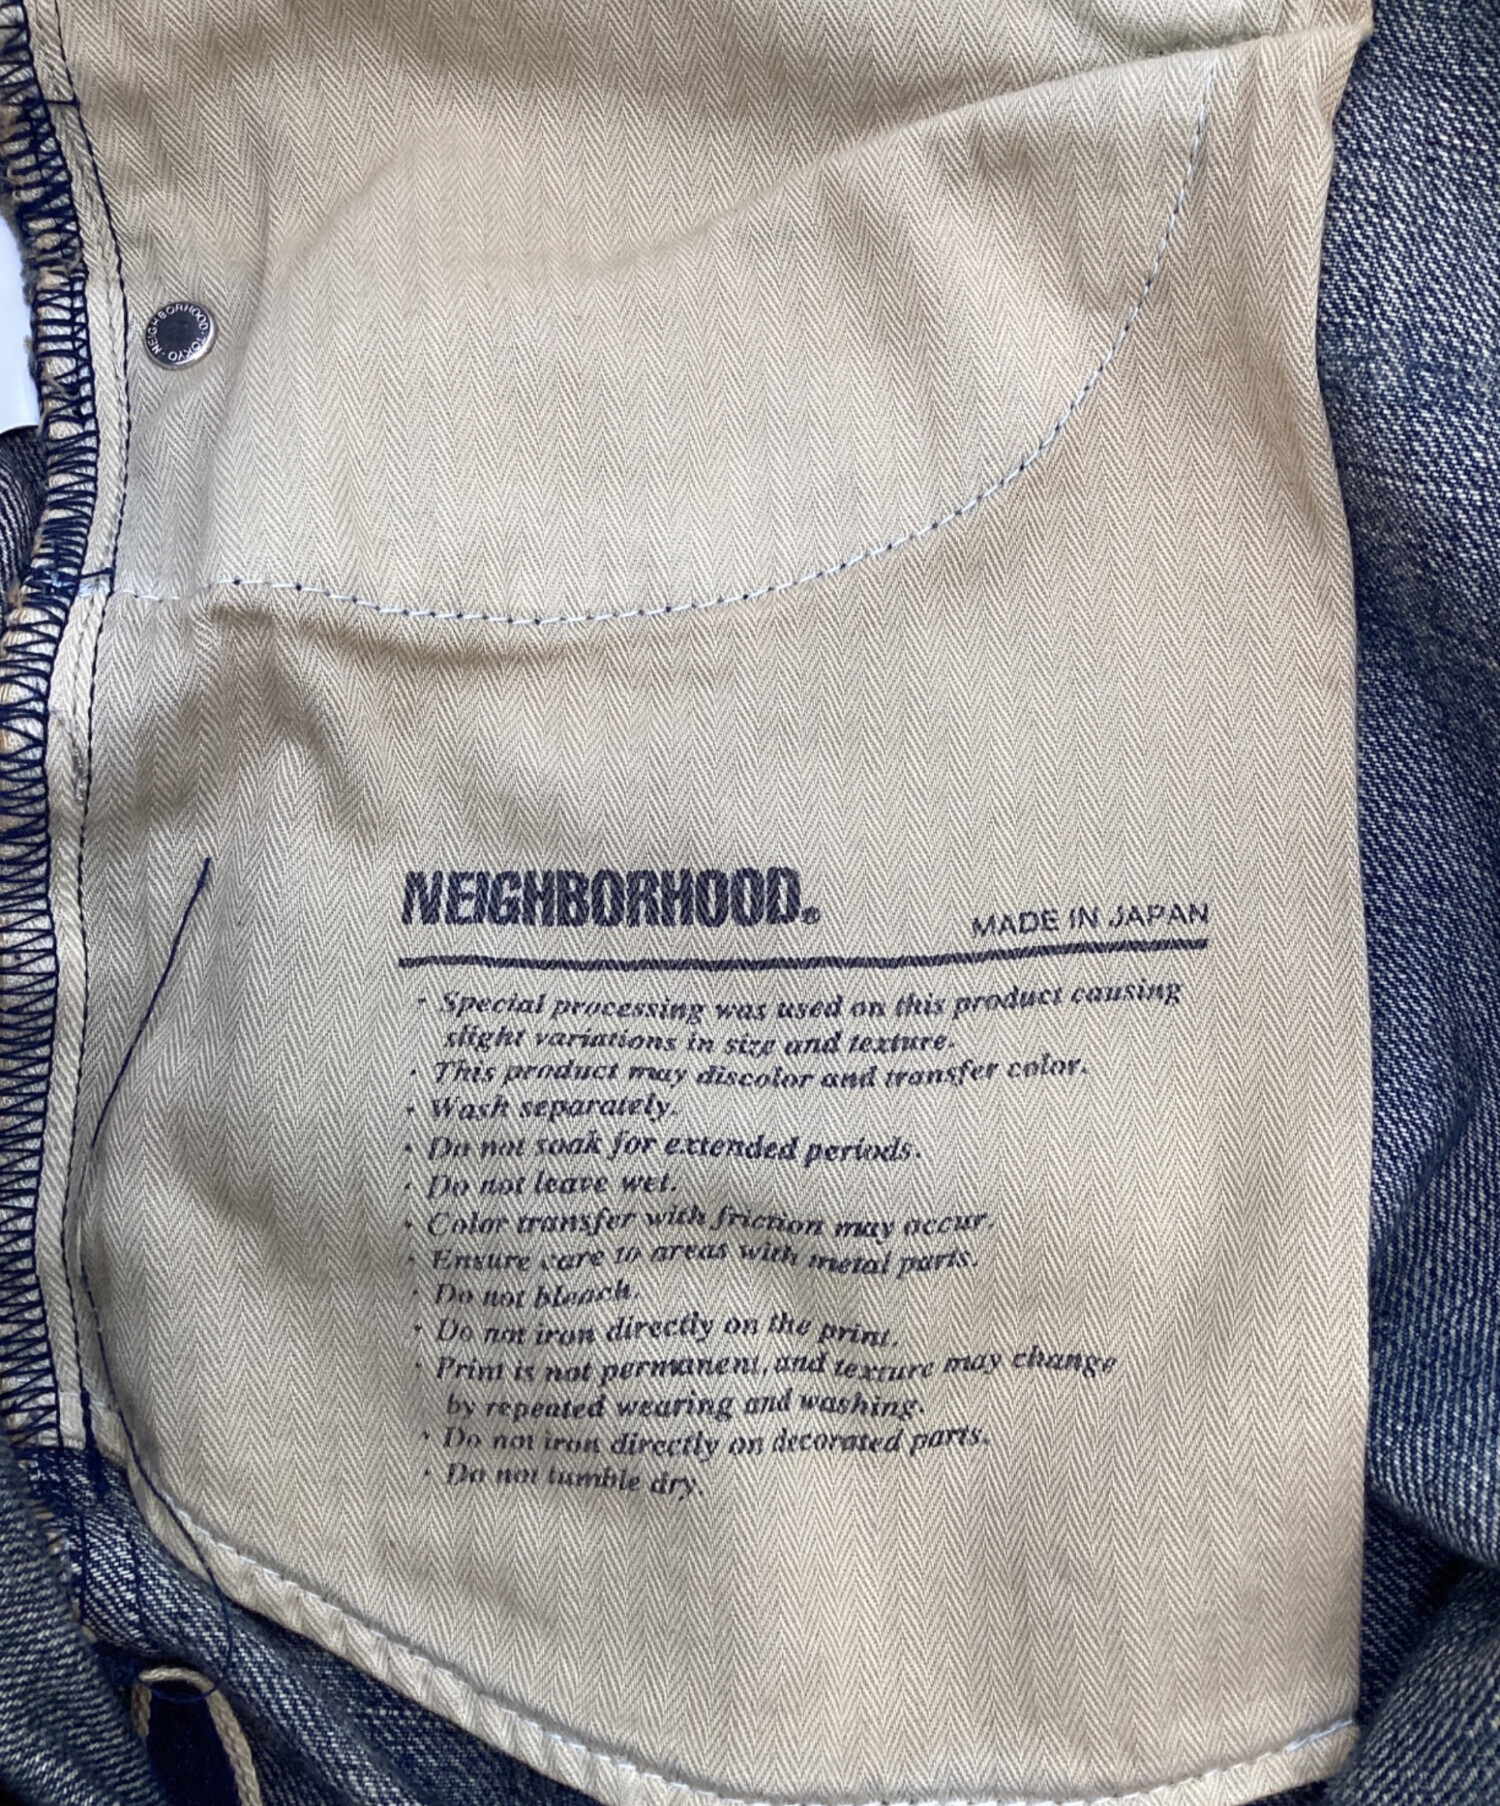 NEIGHBORHOOD · TOKYO ·
NEIGHBORHOOD®
MADE IN JAPAN
· Special processing was used on this product causing
slight variations in size and texture.
· This product may discolor and transfer color.
· Wash separately.
· Do not soak for extended periods.
· Do not leave wet.
· Color transfer with friction may occur.
· Ensure care to areas with metal parts.
· Do not bleach.
· Do not iron directly on the print.
· Print is not permanent, and texture may change
by repeated wearing and washing.
· Do not iron directly on decorated parts.
· Do not tumble dry.